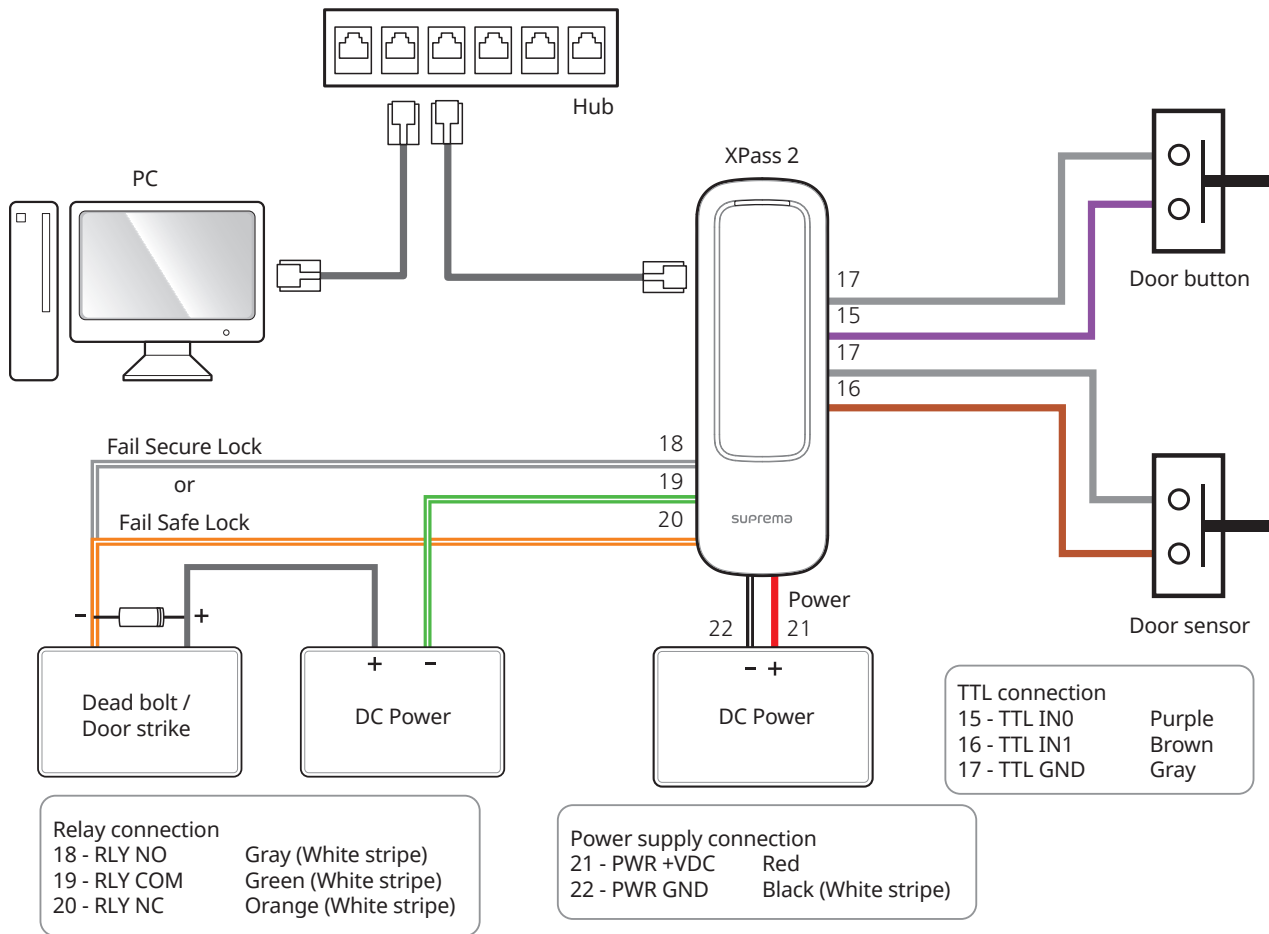 Hub
XPass 2
PC
17
15
17
16
Door button
Fail Secure Lock
18
or
19
Fail Safe Lock
20
suprema
- +
Power
22 21
Door sensor
+ -
- +
Dead bolt /
Door strike
DC Power
DC Power
TTL connection
15 - TTL IN0 Purple
16 - TTL IN1 Brown
17 - TTL GND Gray
Relay connection
18 - RLY NO Gray (White stripe)
19 - RLY COM Green (White stripe)
20 - RLY NC Orange (White stripe)
Power supply connection
21 - PWR +VDC Red
22 - PWR GND Black (White stripe)